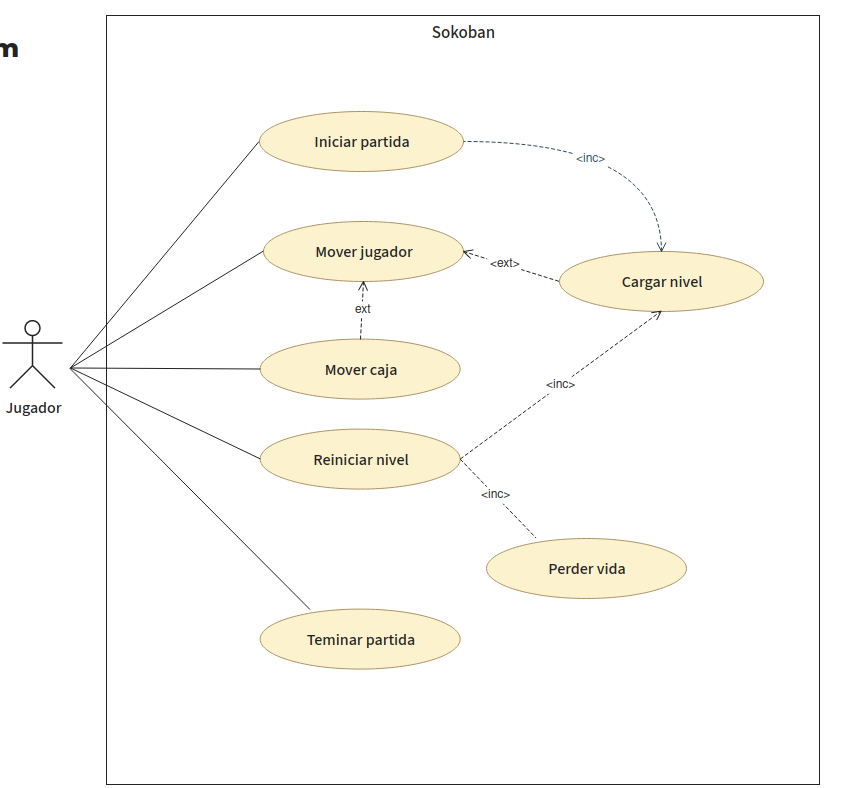 m
Sokoban
Iniciar partida
<inc>
Mover jugador
<ext>
Cargar nivel
ext
Mover caja
<inc>
Jugador
Reiniciar nivel
<inc>
Perder vida
Teminar partida